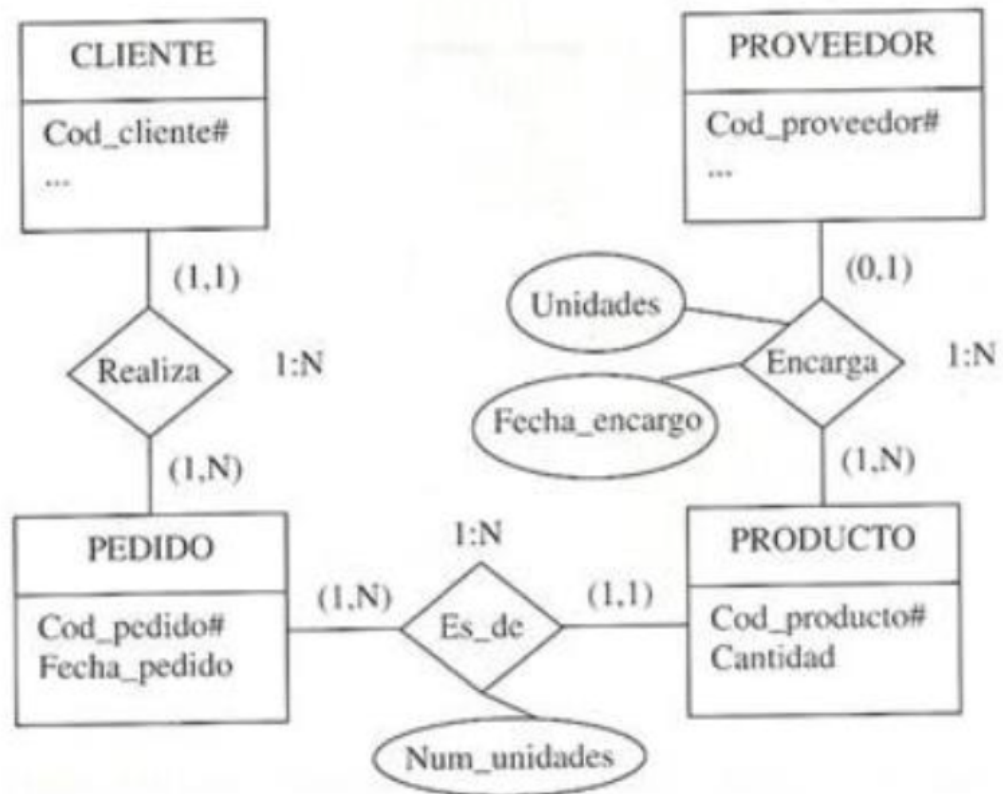 CLIENTE
Cod_cliente#
...
PROVEEDOR
Cod_proveedor#
...
(1,1)
(0,1)
Unidades
Realiza
1:N
Encarga
1:N
Fecha_encargo
(1,N)
(1,N)
PEDIDO
Cod_pedido#
Fecha_pedido
1:N
(1,N)
Es_de
(1,1)
PRODUCTO
Cod_producto#
Cantidad
Num_unidades